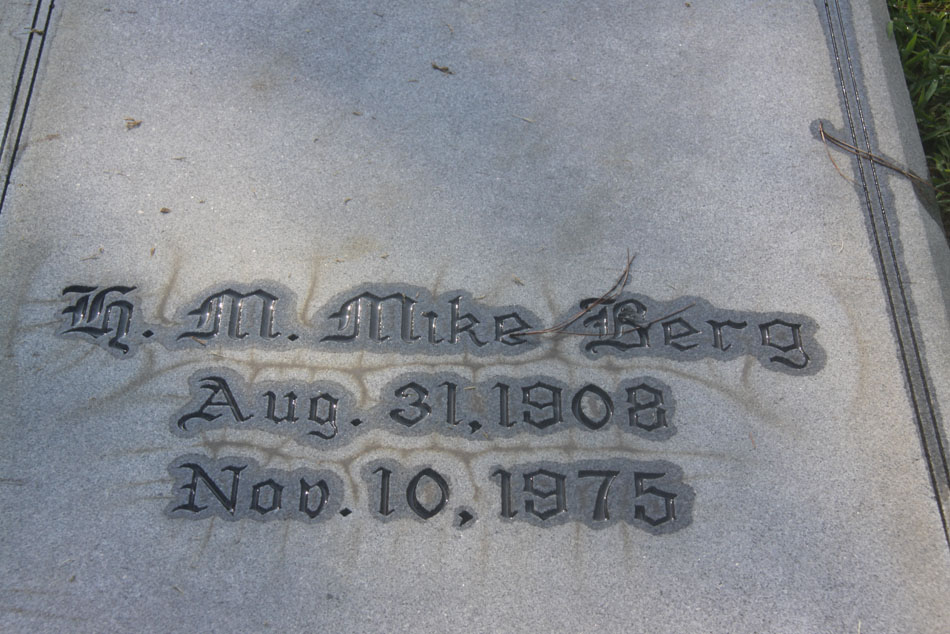 H. M. Mike Berg
Aug. 31, 1908
Nov. 10, 1975